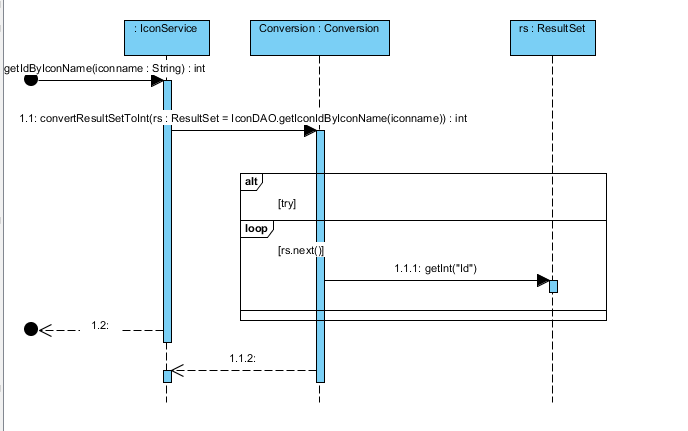 : IconService
Conversion : Conversion
rs : ResultSet
getIdByIconName(iconname : String) : int
1.1: convertResultSetToInt(rs : ResultSet = IconDAO.getIconIdByIconName(iconname)) : int
alt
[try]
loop
[rs.next()]
1.1.1: getInt("Id")
1.2:
1.1.2: